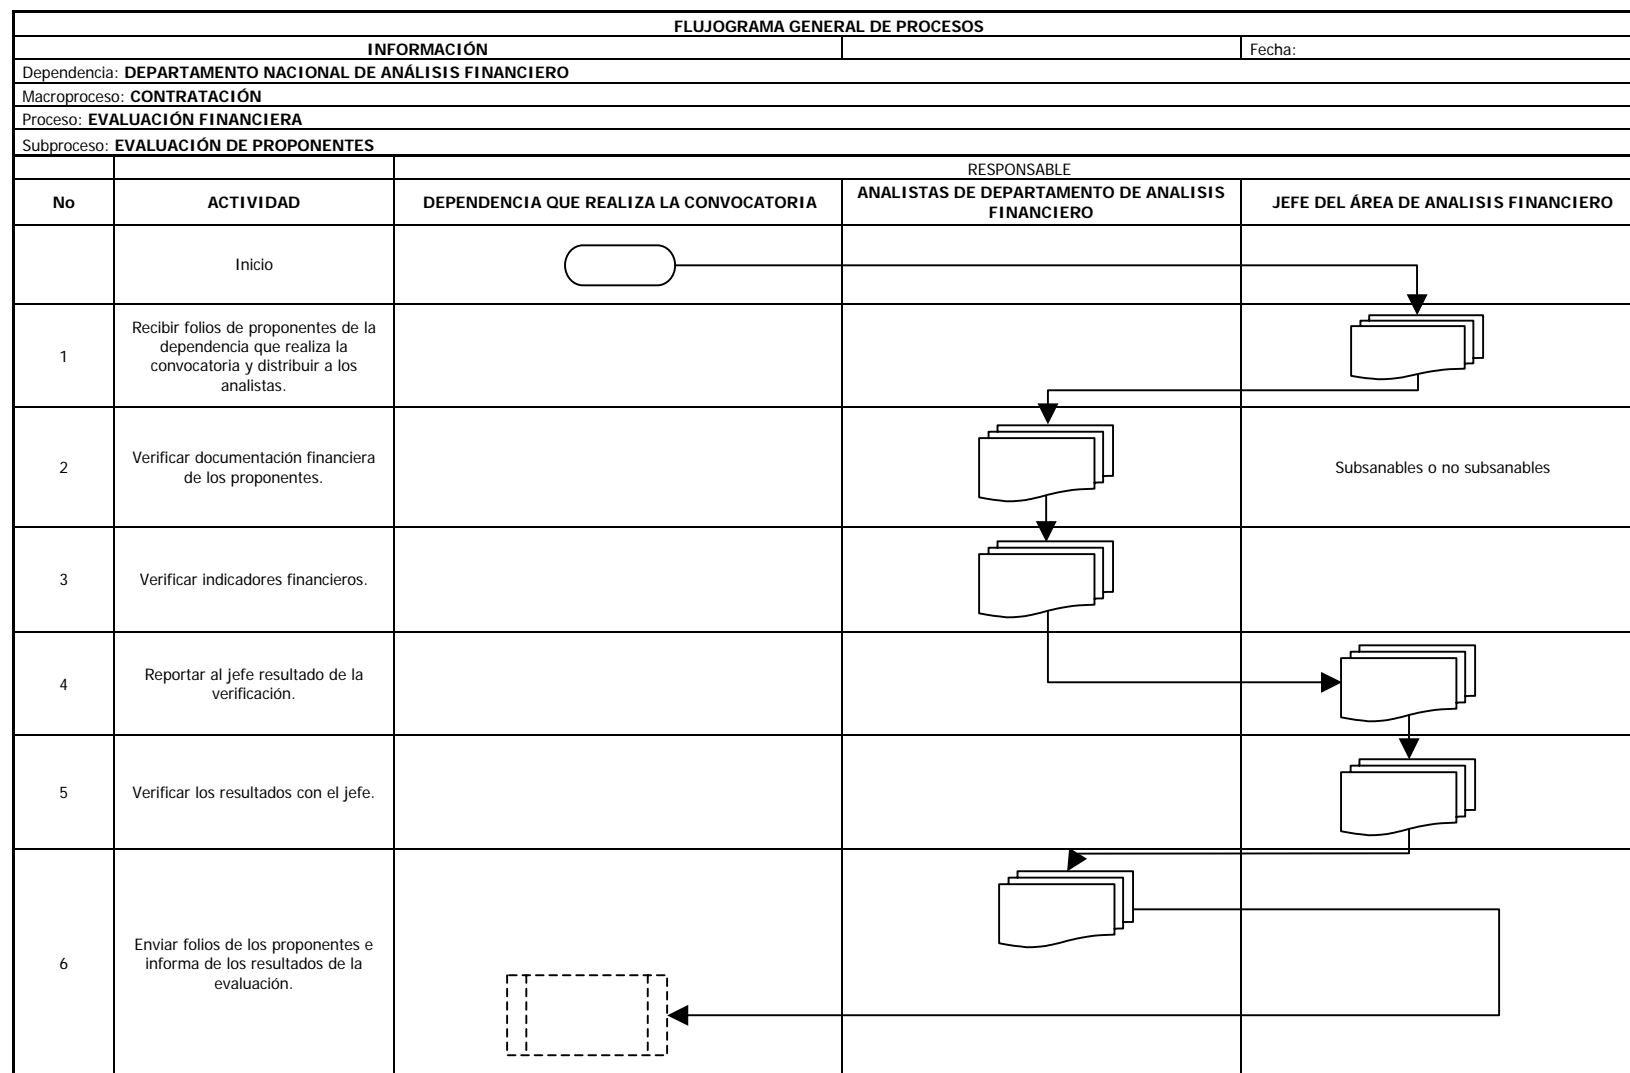 FLUJOGRAMA GENERAL DE PROCESOS
INFORMACIÓN
Fecha:
Dependencia: DEPARTAMENTO NACIONAL DE ANÁLISIS FINANCIERO
Macroproceso: CONTRATACIÓN
Proceso: EVALUACIÓN FINANCIERA
Subproceso: EVALUACIÓN DE PROPONENTES
RESPONSABLE
No
ACTIVIDAD
DEPENDENCIA QUE REALIZA LA CONVOCATORIA
ANALISTAS DE DEPARTAMENTO DE ANALISIS
FINANCIERO
JEFE DEL ÁREA DE ANALISIS FINANCIERO
Inicio
1
Recibir folios de proponentes de la
dependencia que realiza la
convocatoria y distribuir a los
analistas.
2
Verificar documentación financiera
de los proponentes.
Subsanables o no subsanables
3
Verificar indicadores financieros.
4
Reportar al jefe resultado de la
verificación.
5
Verificar los resultados con el jefe.
6
Enviar folios de los proponentes e
informa de los resultados de la
evaluación.